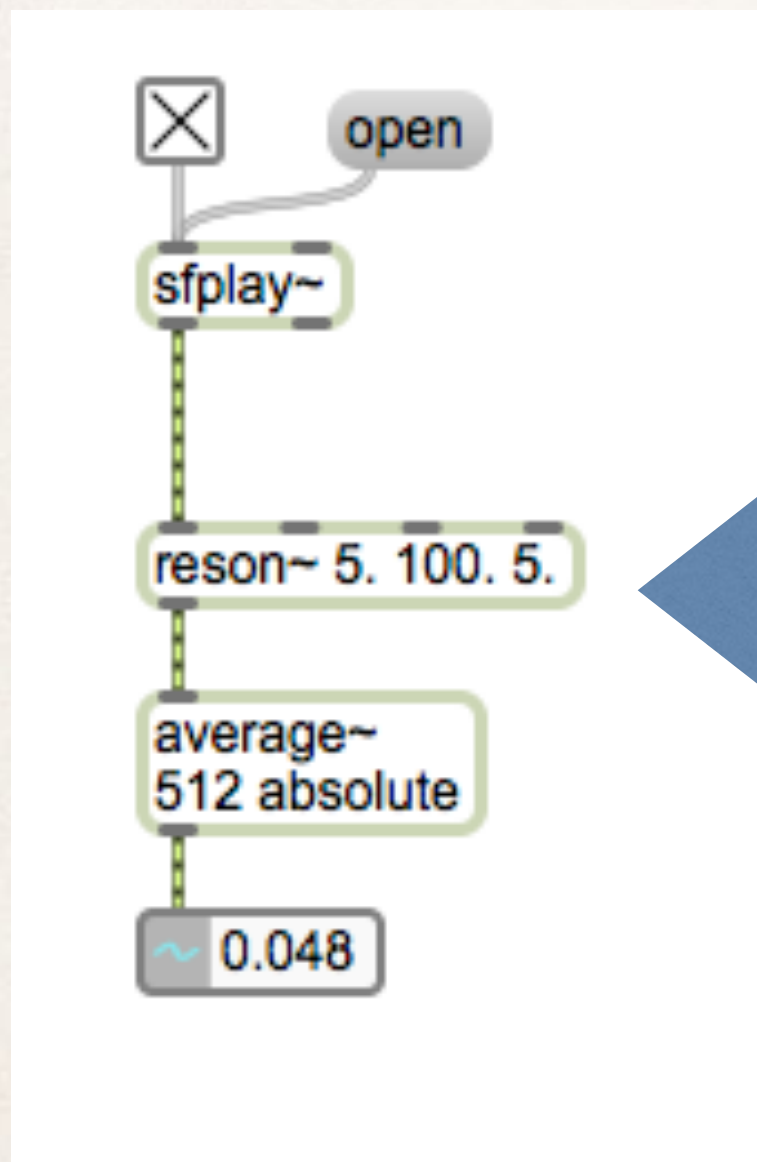 open
sfplay~
reson~ 5. 100. 5.
average~
512 absolute
~ 0.048